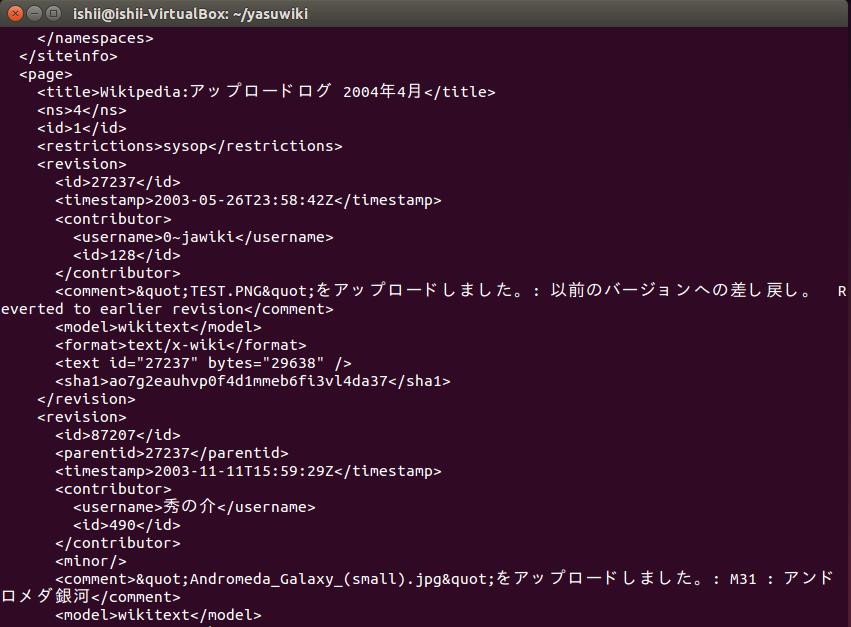 ishii@ishii-VirtualBox: ~/yasuwiki
</namespaces>
</siteinfo>
<page>
<title>Wikipedia:アップロードログ 2004年4月</title>
<ns>4</ns>
<id>1</id>
<restrictions>sysop</restrictions>
<revision>
<id>27237</id>
<timestamp>2003-05-26T23:58:42Z</timestamp>
<contributor>
<username>0~jawiki</username>
<id>128</id>
</contributor>
<comment>&quot;TEST.PNG&quot;をアップロードしました。: 以前のバージョンへの差し戻し。 R
everted to earlier revision</comment>
<model>wikitext</model>
<format>text/x-wiki</format>
<text id="27237" bytes="29638" />
<sha1>ao7g2eauhvp0f4d1mmeb6fi3vl4da37</sha1>
</revision>
<revision>
<id>87207</id>
<parentid>27237</parentid>
<timestamp>2003-11-11T15:59:29Z</timestamp>
<contributor>
<username>秀の介</username>
<id>490</id>
</contributor>
<minor/>
<comment>&quot;Andromeda_Galaxy_(small).jpg&quot;をアップロードしました。: M31 : アンド
ロメダ銀河</comment>
<model>wikitext</model>